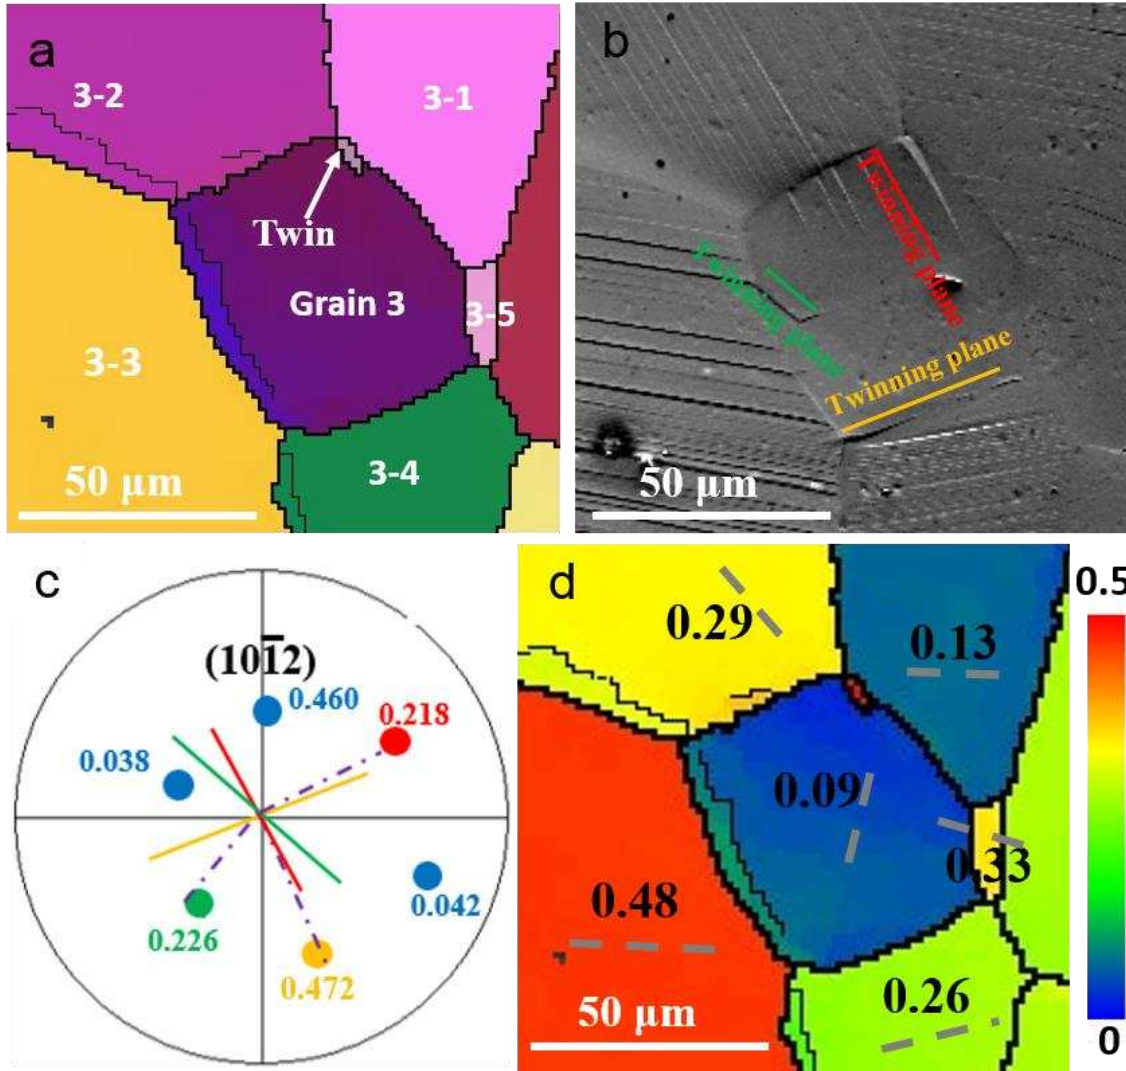 a
3-2
3-1
Twin
Grain 3
3-5
3-3
3-4
50 µm
b
Twinning plane
Twinning plane
Twinning plane
50 µm
c
(101̅2)
0.460
0.218
0.038
0.042
0.226
0.472
d
0.5
0.29
0.13
0.09
0.33
0.48
0.26
50 µm
0